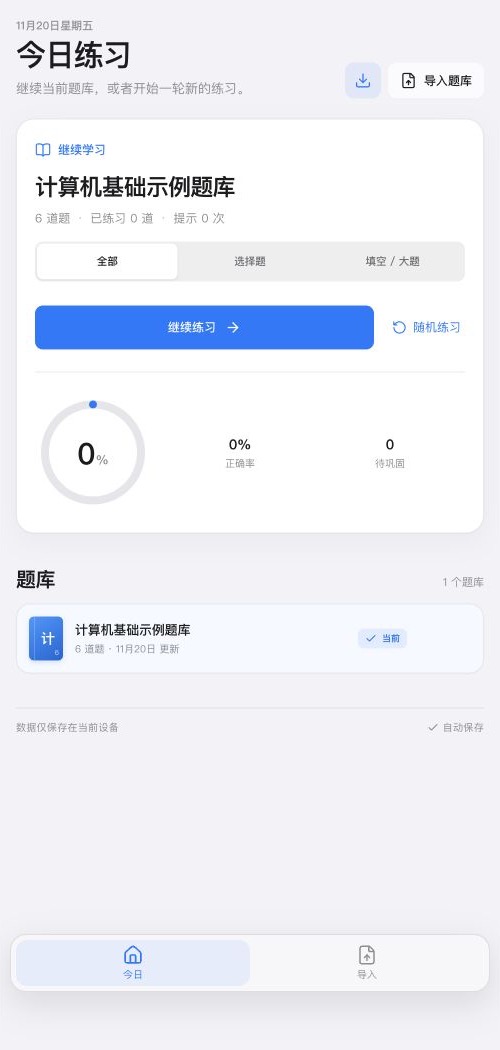 11月20日星期五
今日练习
继续当前题库，或者开始一轮新的练习。
导入题库
继续学习
计算机基础示例题库
6 道题 · 已练习 0 道 · 提示 0 次
全部 选择题 填空 / 大题
继续练习 随机练习
0%
0% 0
正确率 待巩固
题库
1 个题库
计
6
计算机基础示例题库
6 道题 · 11月20日 更新
当前
数据仅保存在当前设备 自动保存
今日 导入